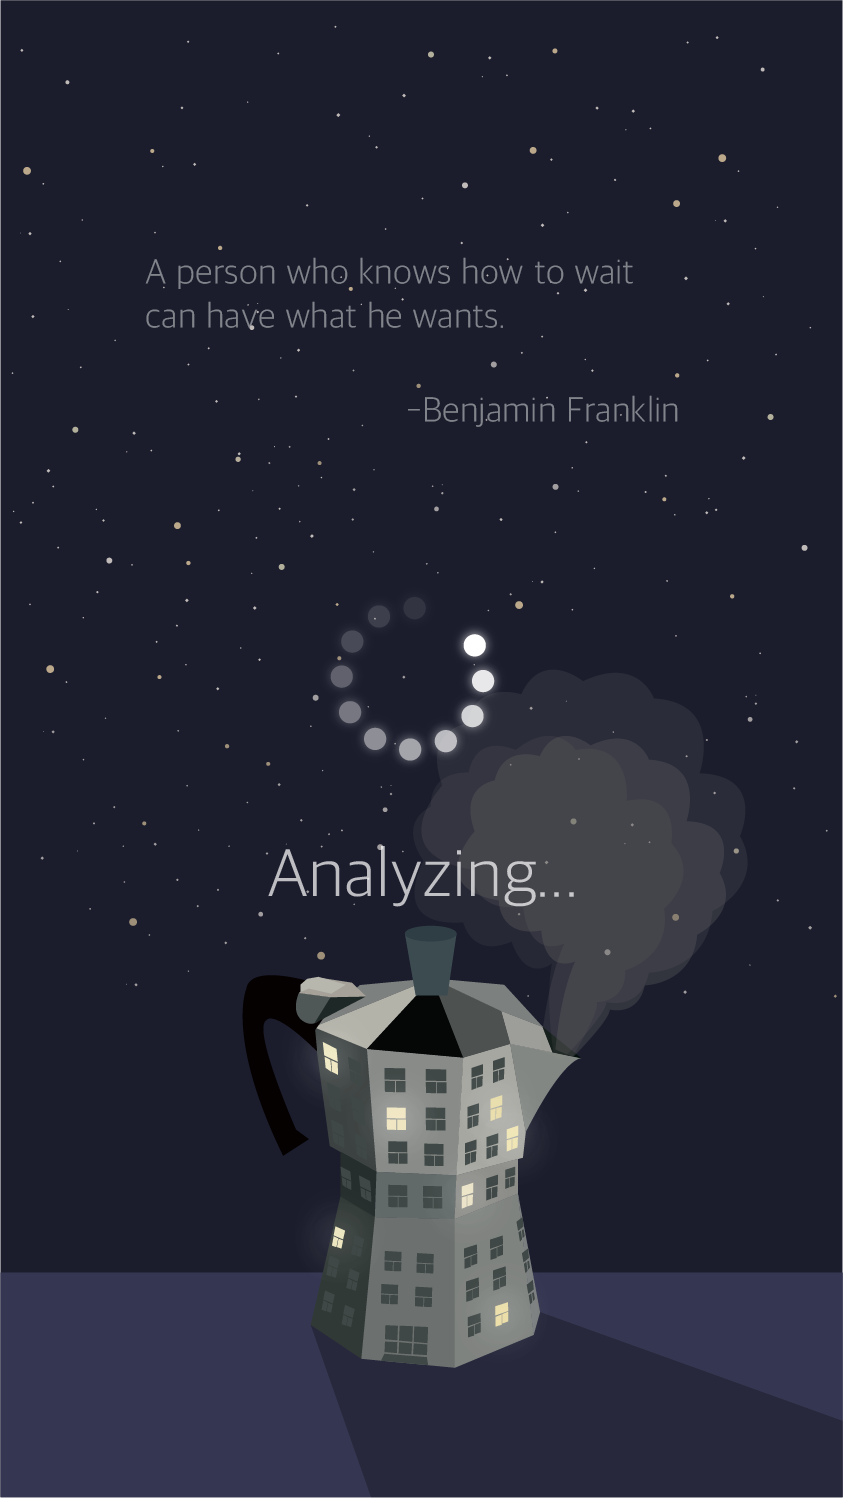 A person who knows how to wait
can have what he wants.
–Benjamin Franklin
Analyzing...